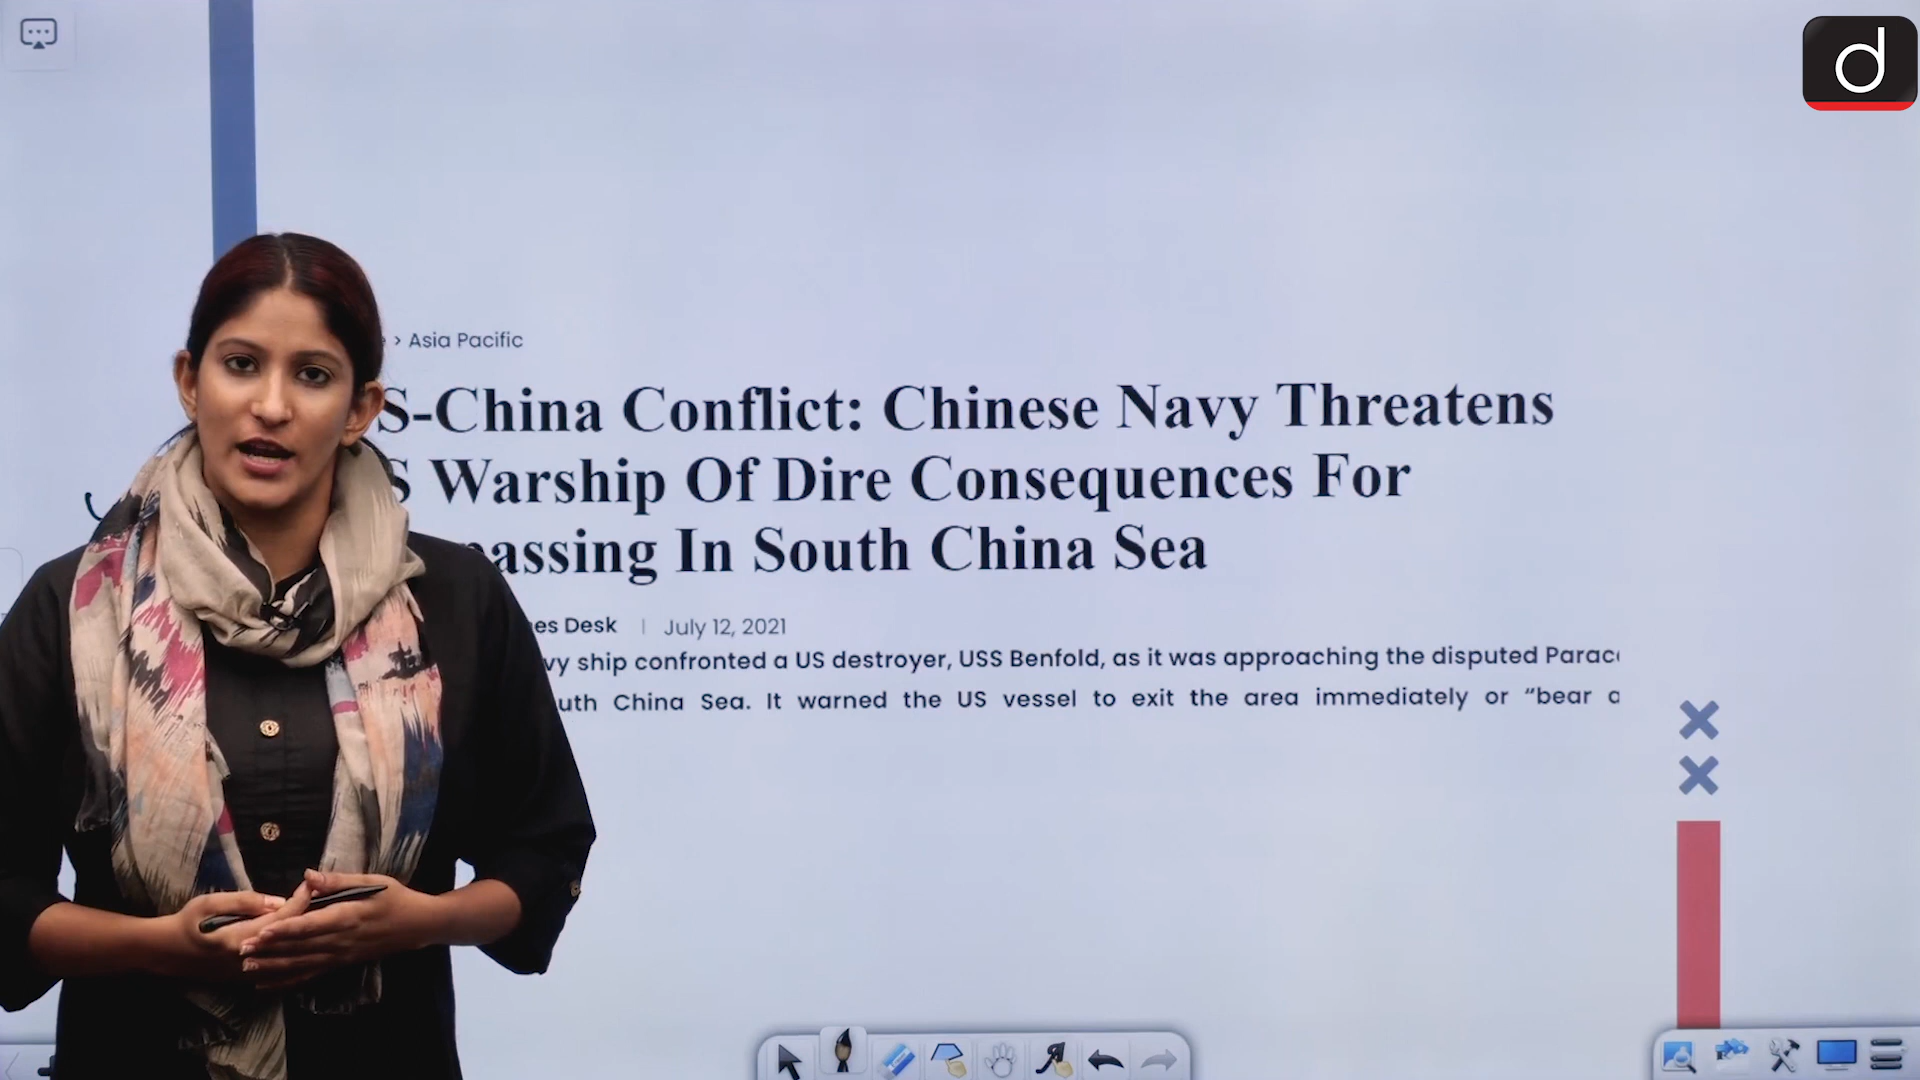 d
> Asia Pacific
S-China Conflict: Chinese Navy Threatens
S Warship Of Dire Consequences For
passing In South China Sea
es Desk | July 12, 2021
vy ship confronted a US destroyer, USS Benfold, as it was approaching the disputed Parac
uth China Sea. It warned the US vessel to exit the area immediately or “bear